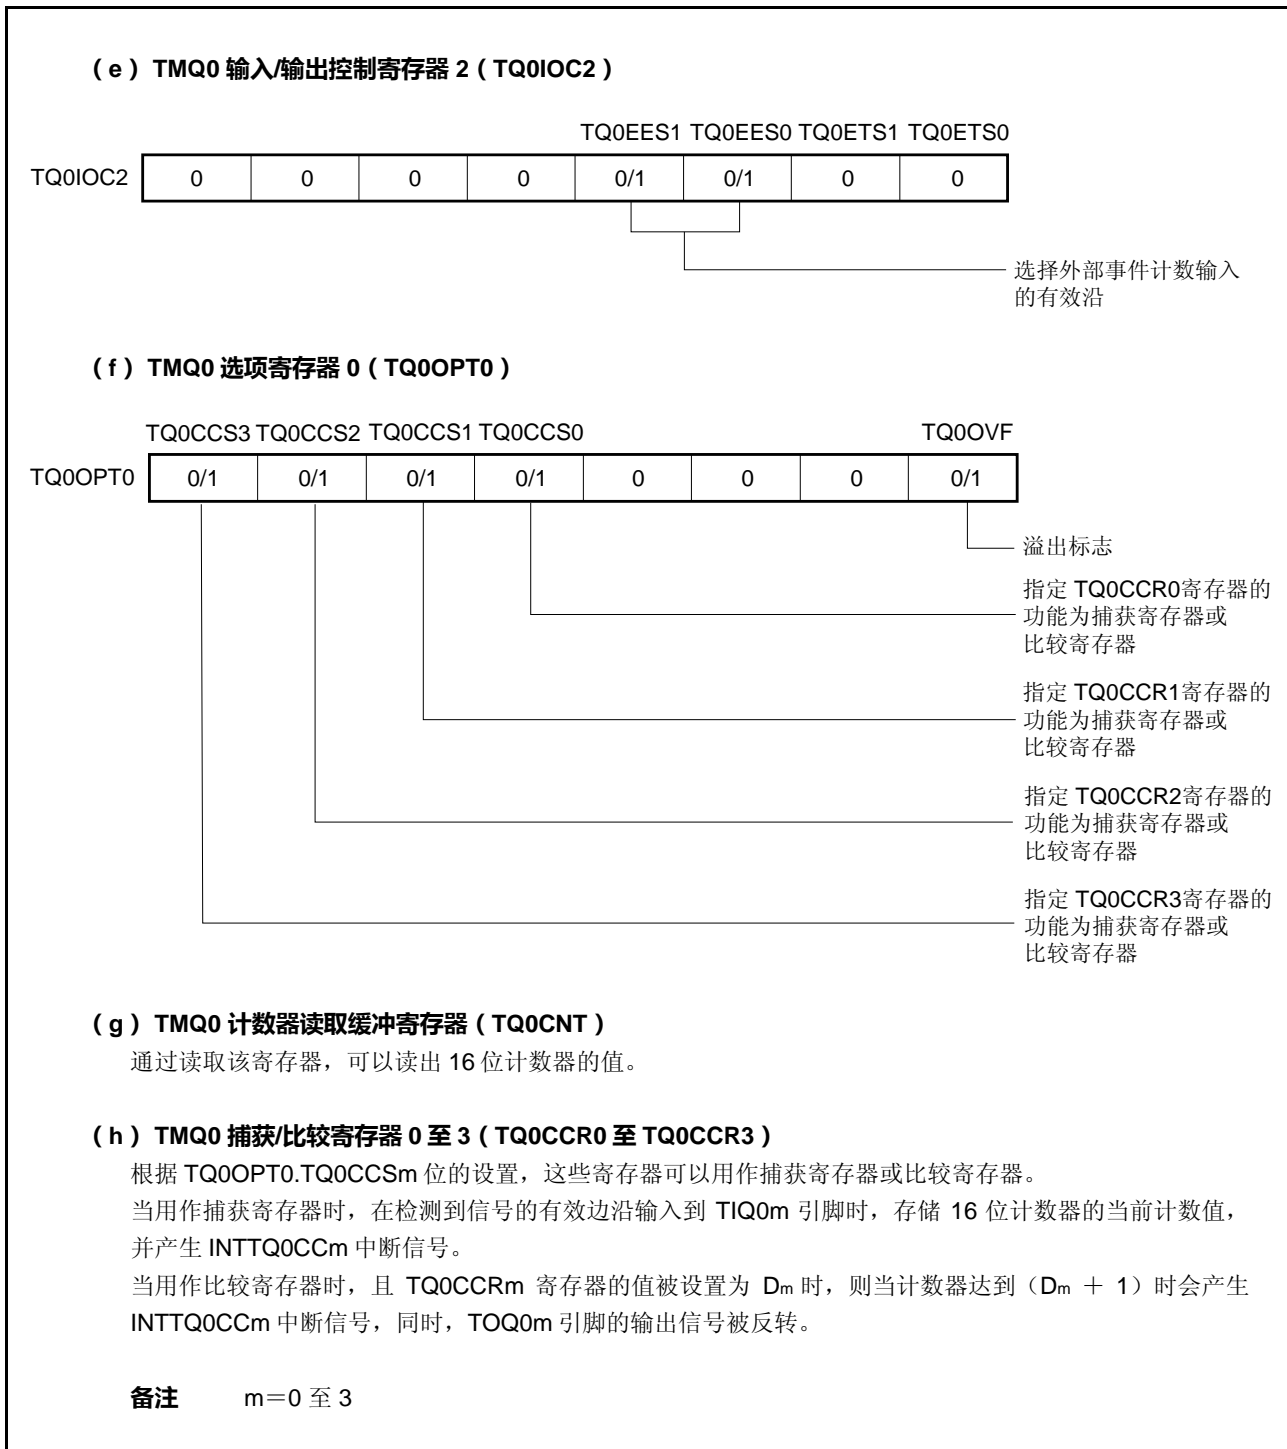 （e） TMQ0 输入/输出控制寄存器 2（TQ0IOC2）
TQ0EES1 TQ0EES0 TQ0ETS1 TQ0ETS0
TQ0IOC2 0 0 0 0 0/1 0/1 0 0
选择外部事件计数输入
的有效沿
（f） TMQ0 选项寄存器 0（TQ0OPT0）
TQ0CCS3 TQ0CCS2 TQ0CCS1 TQ0CCS0 TQ0OVF
TQ0OPT0 0/1 0/1 0/1 0/1 0 0 0 0/1
溢出标志
指定 TQ0CCR0寄存器的
功能为捕获寄存器或
比较寄存器
指定 TQ0CCR1寄存器的
功能为捕获寄存器或
比较寄存器
指定 TQ0CCR2寄存器的
功能为捕获寄存器或
比较寄存器
指定 TQ0CCR3寄存器的
功能为捕获寄存器或
比较寄存器
（g） TMQ0 计数器读取缓冲寄存器（TQ0CNT）
通过读取该寄存器，可以读出 16 位计数器的值。
（h） TMQ0 捕获/比较寄存器 0 至 3（TQ0CCR0 至 TQ0CCR3）
根据 TQ0OPT0.TQ0CCSm 位的设置，这些寄存器可以用作捕获寄存器或比较寄存器。
当用作捕获寄存器时，在检测到信号的有效边沿输入到 TIQ0m 引脚时，存储 16 位计数器的当前计数值，
并产生 INTTQ0CCm 中断信号。
当用作比较寄存器时，且 TQ0CCRm 寄存器的值被设置为 Dm 时，则当计数器达到（Dm ＋ 1）时会产生
INTTQ0CCm 中断信号，同时，TOQ0m 引脚的输出信号被反转。
备注 m＝0 至 3